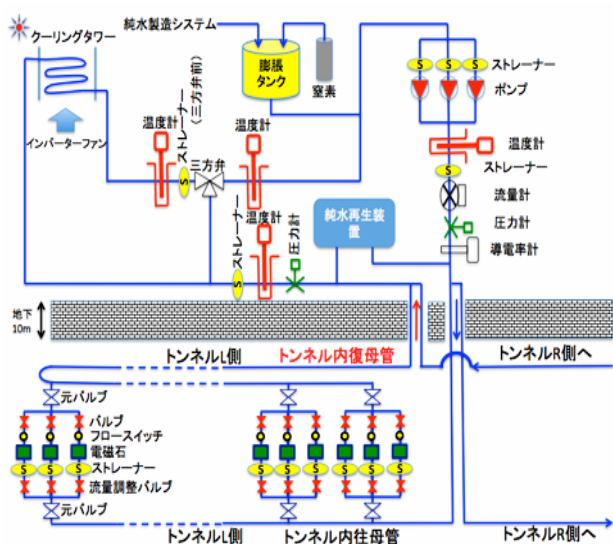 純水製造システム
クーリングタワー
膨脹
タンク
窒素
インバーターファン
ストレーナー
(三方弁前)
温度計
温度計
三方弁
ストレーナー
ポンプ
温度計
ストレーナー
流量計
圧力計
導電率計
ストレーナー
温度計
圧力計
純水再生装
置
S
S
S
S
S
S
地下
10m
トンネルL側
トンネル内復母管
トンネルR側へ
元バルブ
バルブ
フロースイッチ
電磁石
ストレーナー
流量調整バルブ
元バルブ
S
S
S
S
S
S
S
S
S
トンネルL側
トンネル内往母管
トンネルR側へ